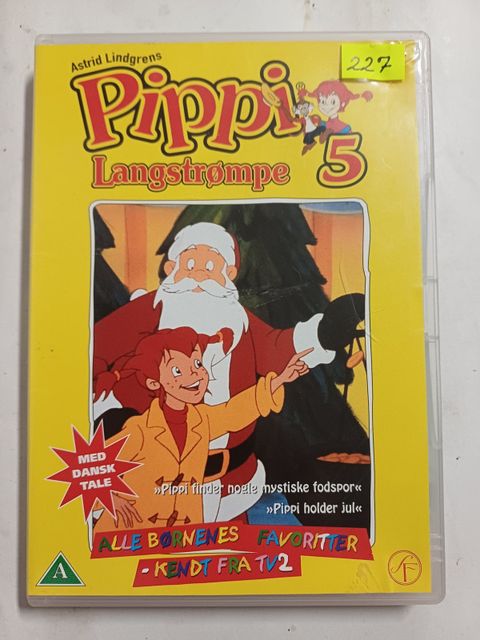 Astrid Lindgrens
227
Pippi®
Langstrømpe 5
MED
DANSK
TALE
»Pippi finder nogle mystiske fodspor«
»Pippi holder jul«
ALLE BØRNENES FAVORITTER
- KENDT FRA TV2
A
SF